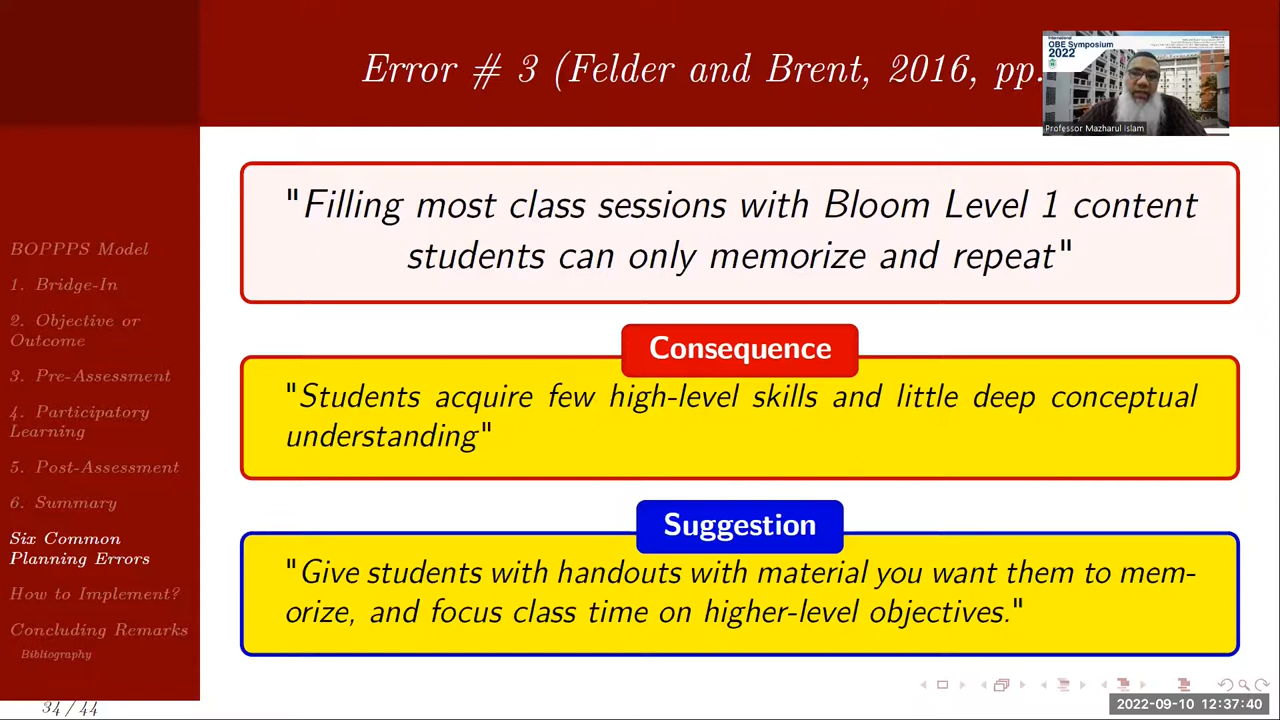 Error # 3 (Felder and Brent, 2016, pp.
International
OBE Symposium
2022
Professor Mazharul Islam
"Filling most class sessions with Bloom Level 1 content
students can only memorize and repeat"
Consequence
"Students acquire few high-level skills and little deep conceptual
understanding"
Suggestion
"Give students with handouts with material you want them to mem-
orize, and focus class time on higher-level objectives."
BOPPPS Model
1. Bridge-In
2. Objective or
Outcome
3. Pre-Assessment
4. Participatory
Learning
5. Post-Assessment
6. Summary
Six Common
Planning Errors
How to Implement?
Concluding Remarks
Bibliography
34 / 44
2022-09-10 12:37:40